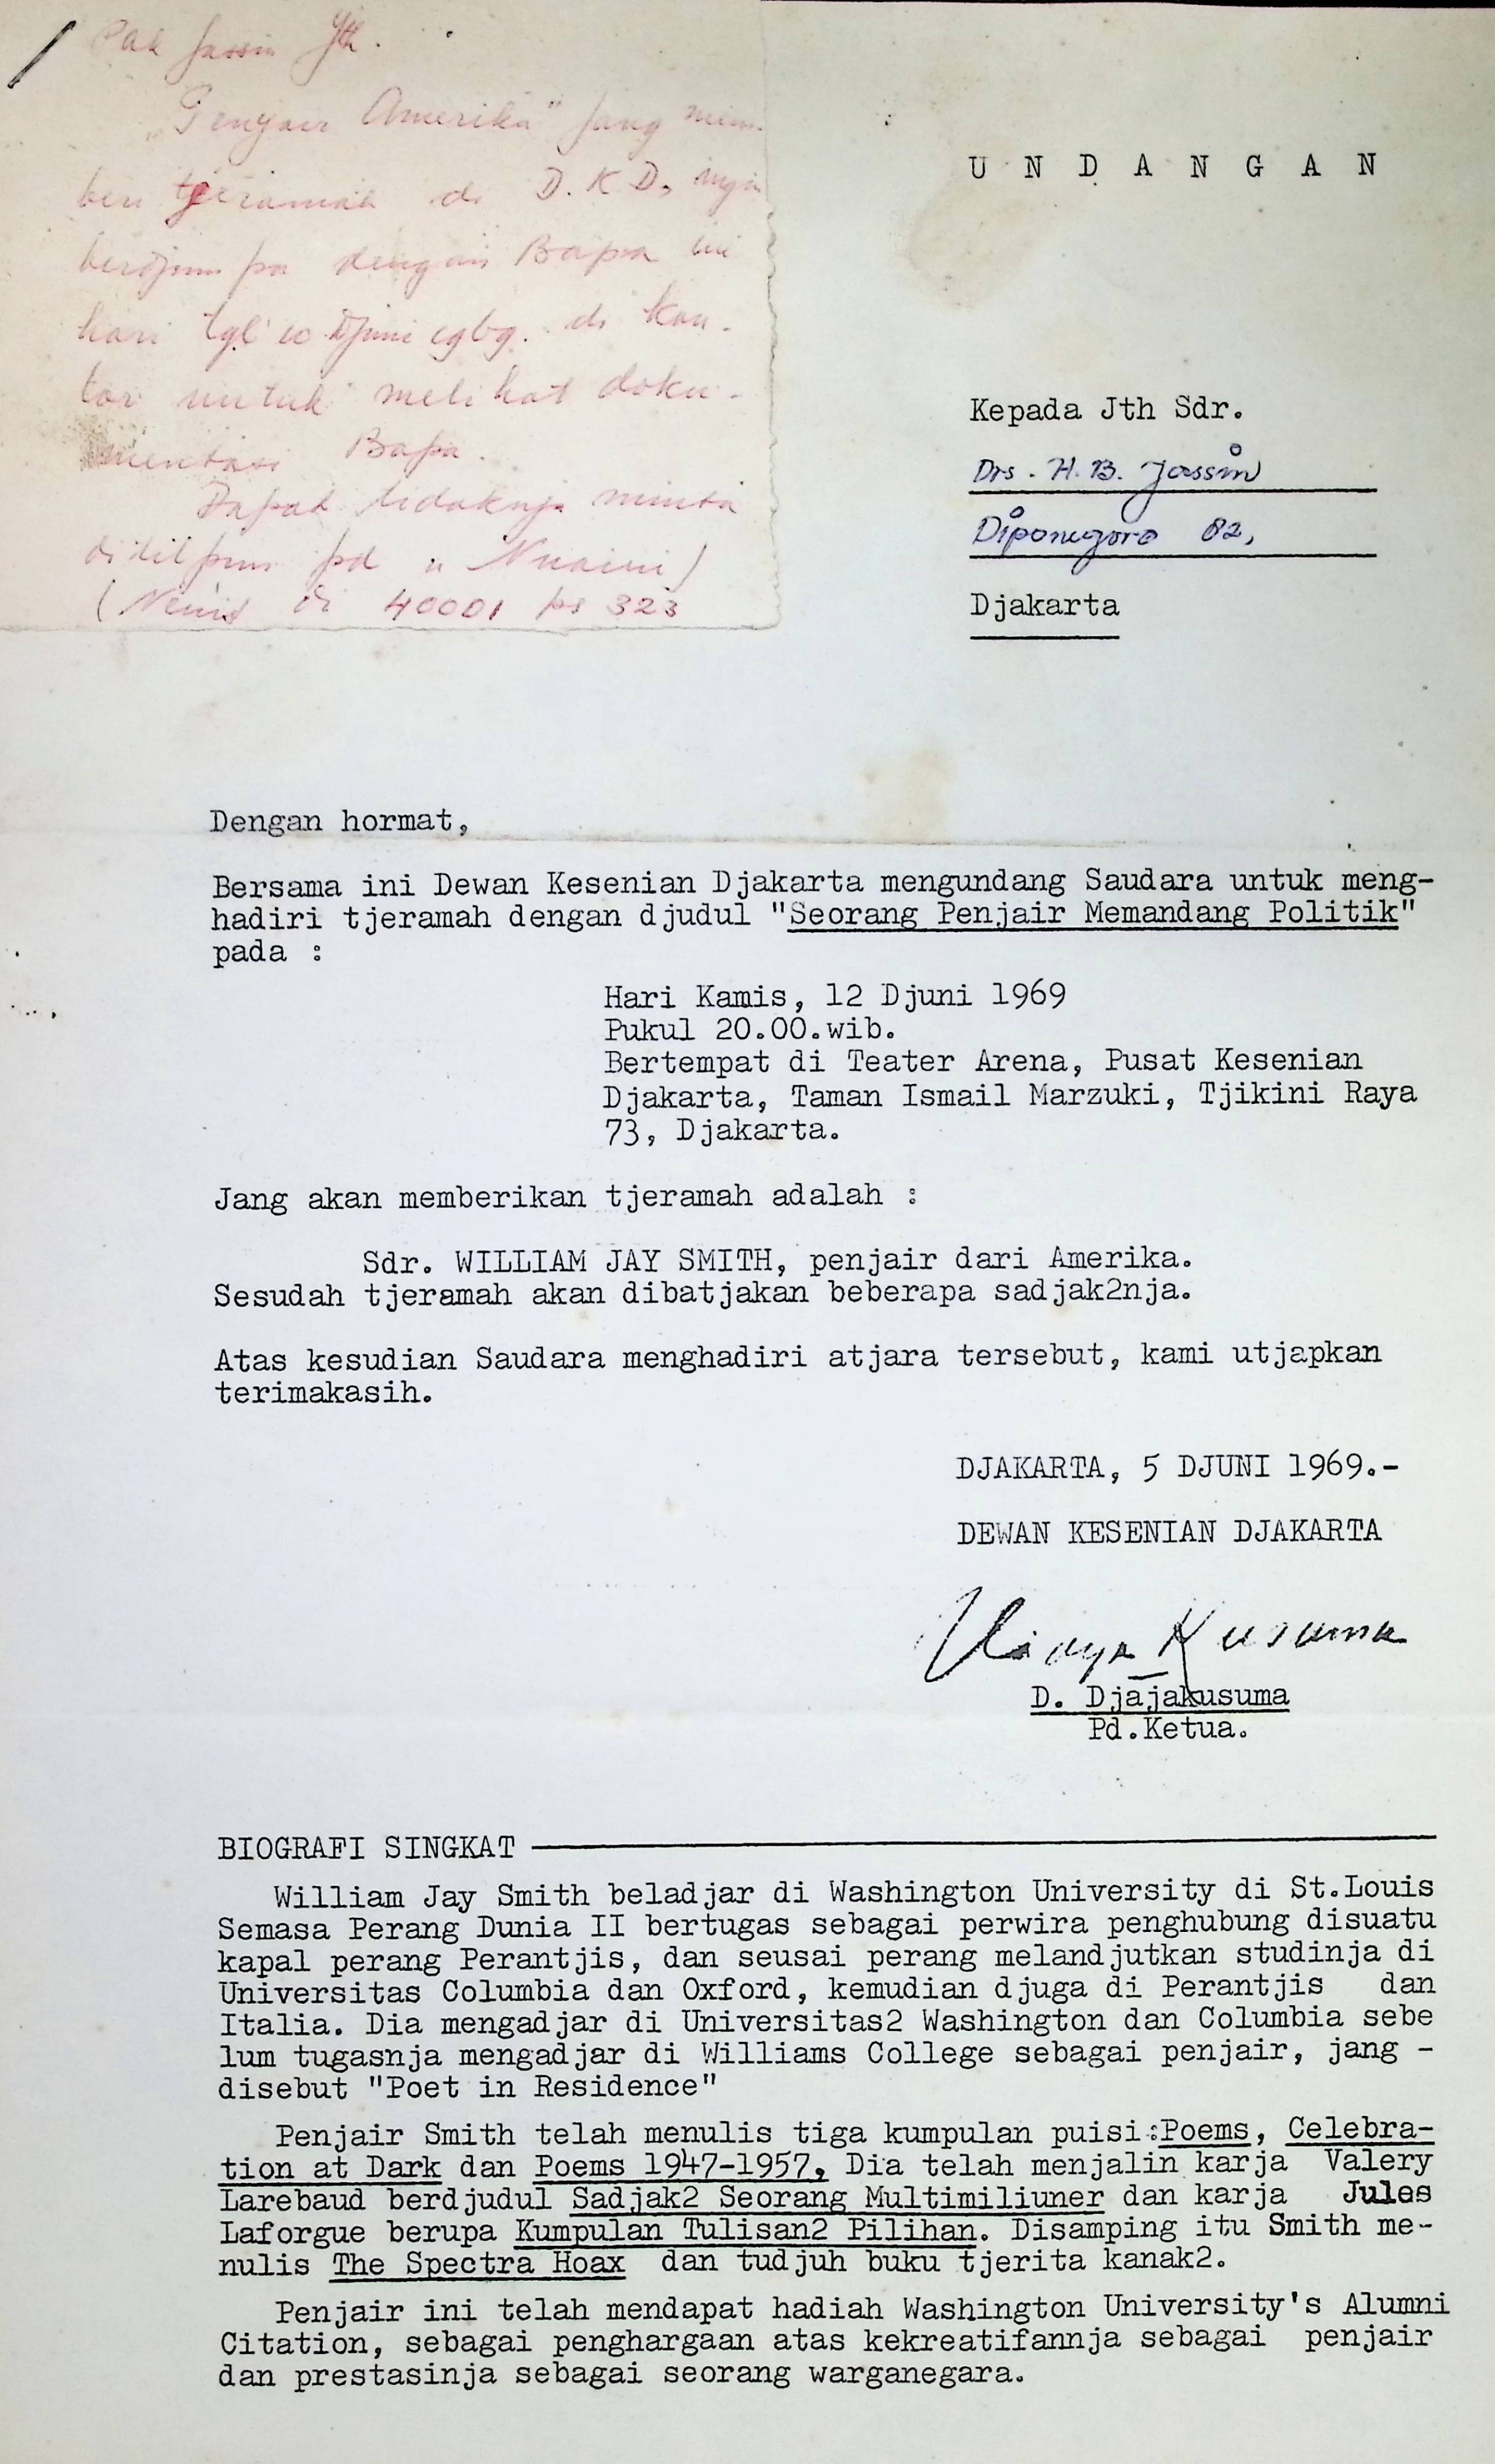 Pak Jassin Jth.
„Penyair Amerika" jang mem-
beri tjeramah di D.K.D, ingin
berdjumpa dengan Bapa ini
hari tgl 10 Djuni 1969. di kan-
tor untuk melihat doku-
mentasi Bapa.
Dapat tidaknja minta
ditilpun pd
di 40001 ps 323
U N D A N G A N
Kepada Jth Sdr.
Drs. H.B. Jassin
Diponegoro 82,
Djakarta
Dengan hormat,
Bersama ini Dewan Kesenian Djakarta mengundang Saudara untuk meng-
hadiri tjeramah dengan djudul "Seorang Penjair Memandang Politik"
pada :
Hari Kamis, 12 Djuni 1969
Pukul 20.00.wib.
Bertempat di Teater Arena, Pusat Kesenian
Djakarta, Taman Ismail Marzuki, Tjikini Raya
73, Djakarta.
Jang akan memberikan tjeramah adalah :
Sdr. WILLIAM JAY SMITH, penjair dari Amerika.
Sesudah tjeramah akan dibatjakan beberapa sadjak2nja.
Atas kesudian Saudara menghadiri atjara tersebut, kami utjapkan
terimakasih.
DJAKARTA, 5 DJUNI 1969.-
DEWAN KESENIAN DJAKARTA
D. Djajakusuma
Pd.Ketua.
BIOGRAFI SINGKAT
William Jay Smith beladjar di Washington University di St.Louis
Semasa Perang Dunia II bertugas sebagai perwira penghubung disuatu
kapal perang Perantjis, dan seusai perang melandjutkan studinja di
Universitas Columbia dan Oxford, kemudian djuga di Perantjis dan
Italia. Dia mengadjar di Universitas2 Washington dan Columbia sebe
lum tugasnja mengadjar di Williams College sebagai penjair, jang -
disebut "Poet in Residence"
Penjair Smith telah menulis tiga kumpulan puisi:Poems, Celebra-
tion at Dark dan Poems 1947-1957, Dia telah menjalin karja Valery
Larebaud berdjudul Sadjak2 Seorang Multimiliuner dan karja Jules
Laforgue berupa Kumpulan Tulisan2 Pilihan. Disamping itu Smith me-
nulis The Spectra Hoax dan tudjuh buku tjerita kanak2.
Penjair ini telah mendapat hadiah Washington University's Alumni
Citation, sebagai penghargaan atas kekreatifannja sebagai penjair
dan prestasinja sebagai seorang warganegara.